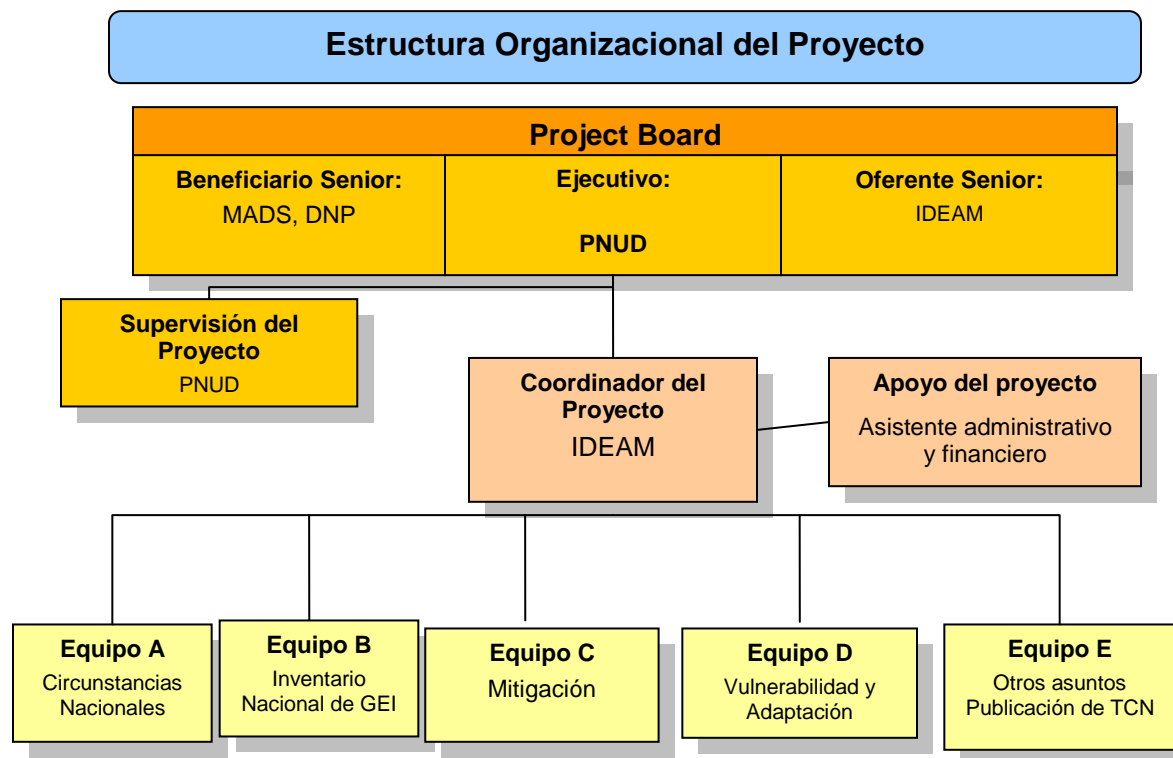 Estructura Organizacional del Proyecto
Project Board
Beneficiario Senior:
MADS, DNP
Ejecutivo:
PNUD
Oferente Senior:
IDEAM
Supervisión del
Proyecto
PNUD
Coordinador del
Proyecto
IDEAM
Apoyo del proyecto
Asistente administrativo
y financiero
Equipo A
Circunstancias
Nacionales
Equipo B
Inventario
Nacional de GEI
Equipo C
Mitigación
Equipo D
Vulnerabilidad y
Adaptación
Equipo E
Otros asuntos
Publicación de TCN